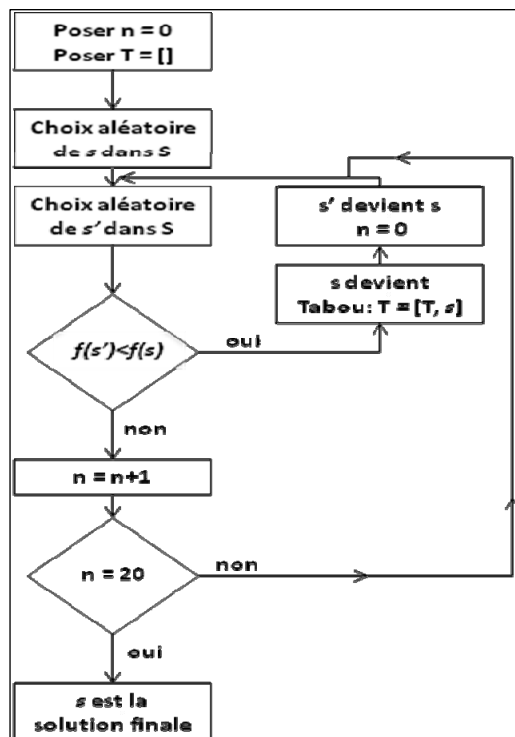 Poser n = 0
Poser T = []
Choix aléatoire
de s dans S
Choix aléatoire
de s' dans S
s' devient s
n = 0
s devient
Tabou: T = [T, s]
f(s')<f(s)
oui
non
n = n+1
n = 20
non
oui
s est la
solution finale